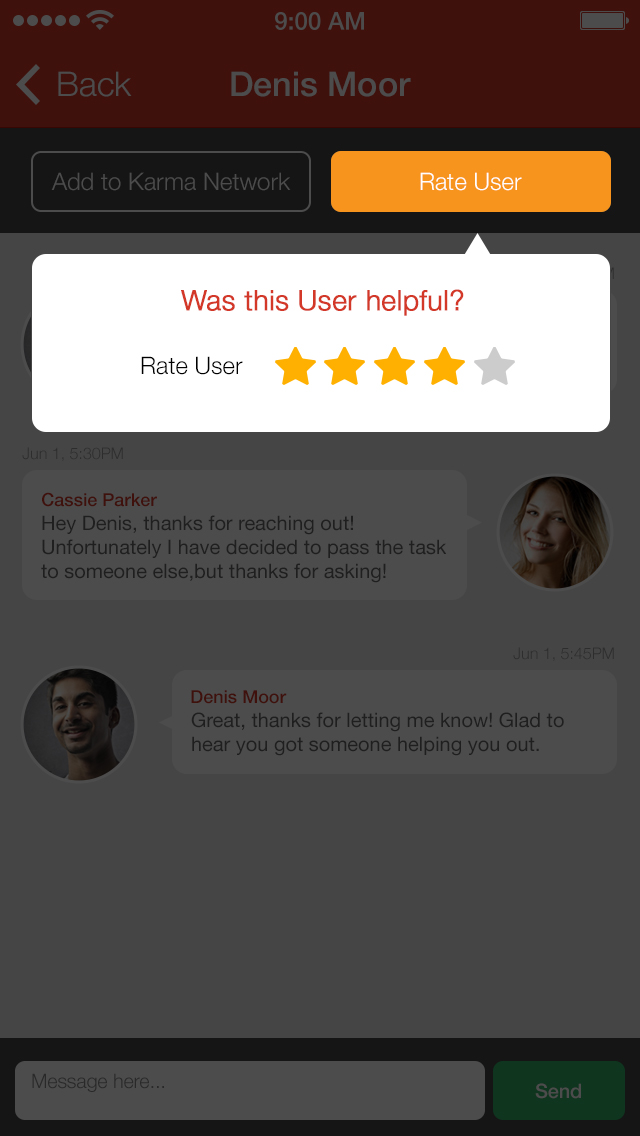 9:00 AM
Back
Denis Moor
Add to Karma Network
Rate User
Was this User helpful?
Rate User
Jun 1, 5:30PM
Cassie Parker
Hey Denis, thanks for reaching out!
Unfortunately I have decided to pass the task
to someone else,but thanks for asking!
Jun 1, 5:45PM
Denis Moor
Great, thanks for letting me know! Glad to
hear you got someone helping you out.
Message here...
Send